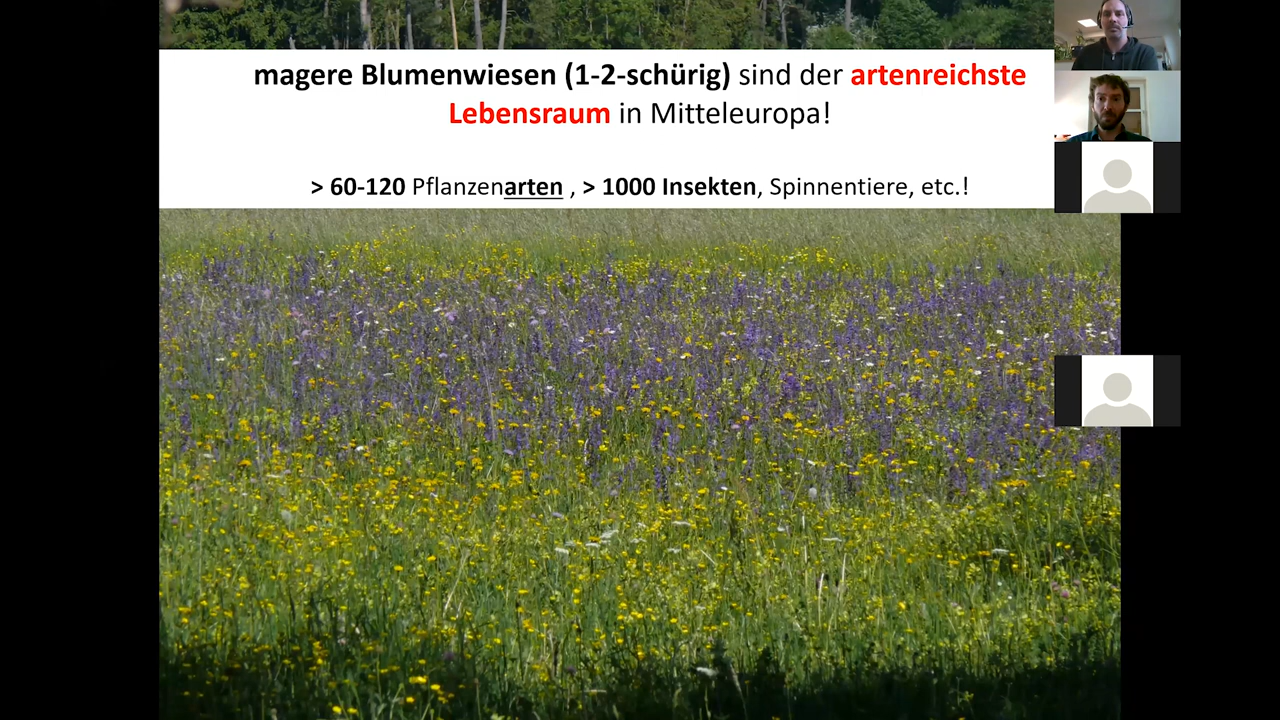 magere Blumenwiesen (1-2-schürig) sind der artenreichste
Lebensraum in Mitteleuropa!
> 60-120 Pflanzenarten , > 1000 Insekten, Spinnentiere, etc.!